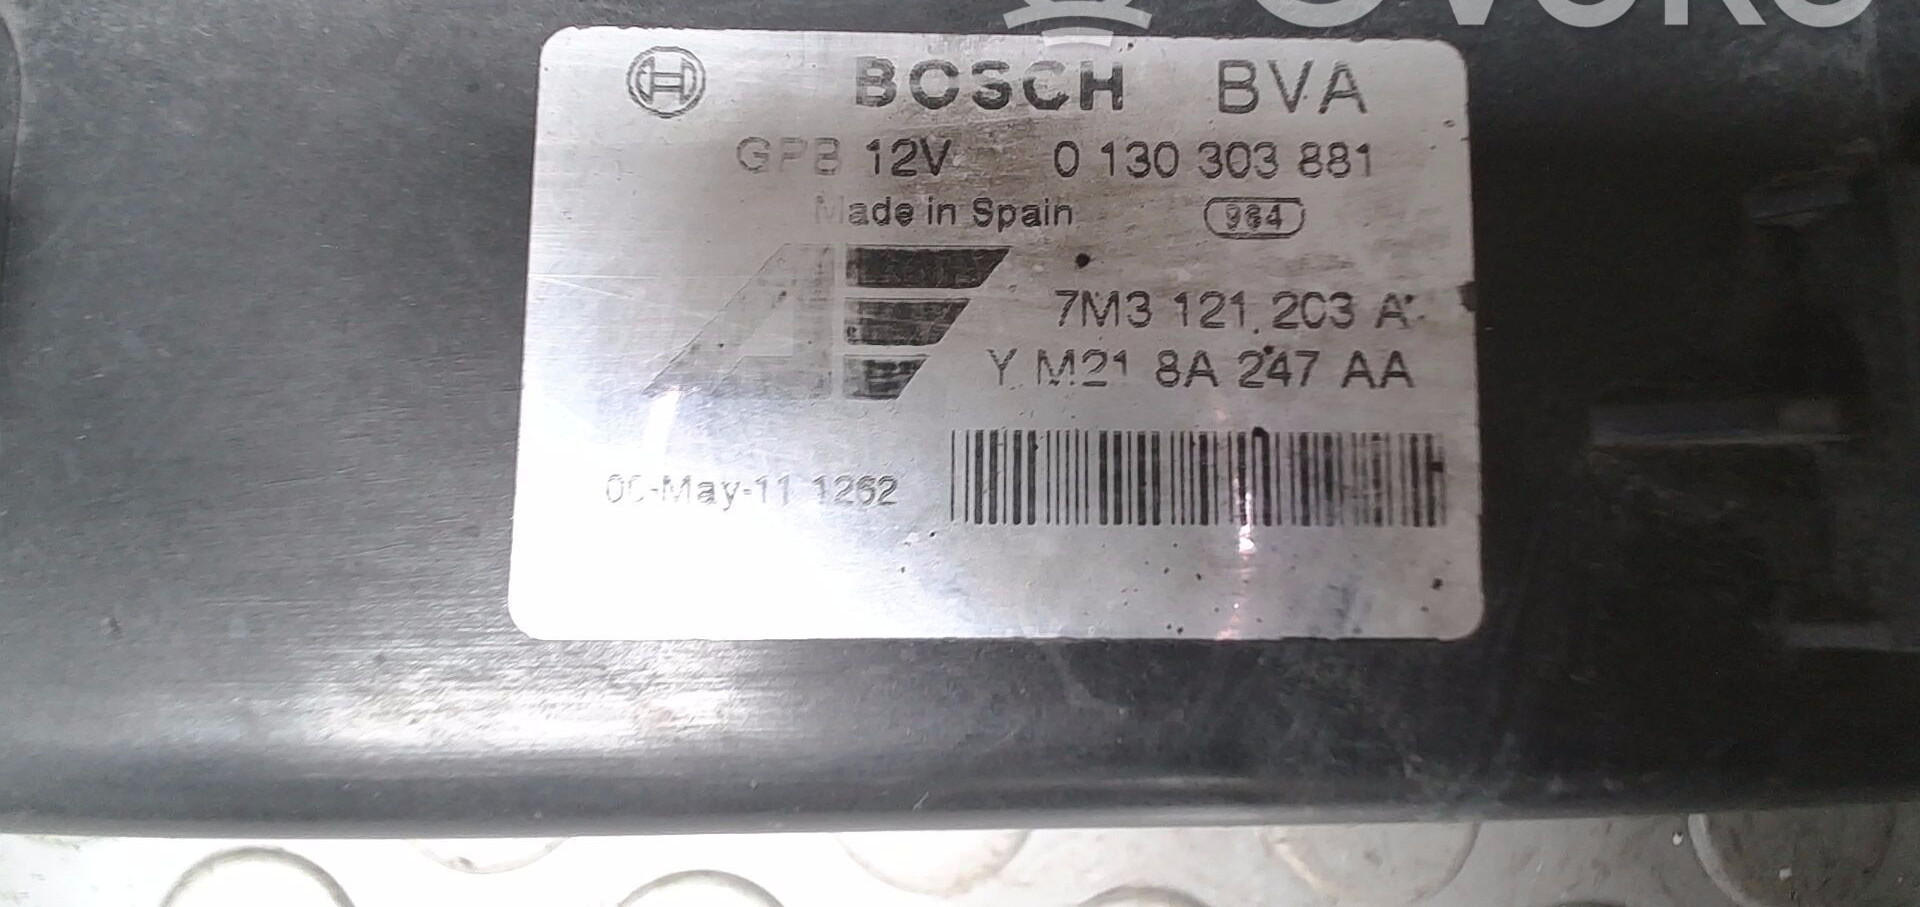 BOSCH BVA
GPB 12V 0 130 303 881
Made in Spain 984
7M3 121 203 A
YM21 8A 247 AA
-May-11 1262